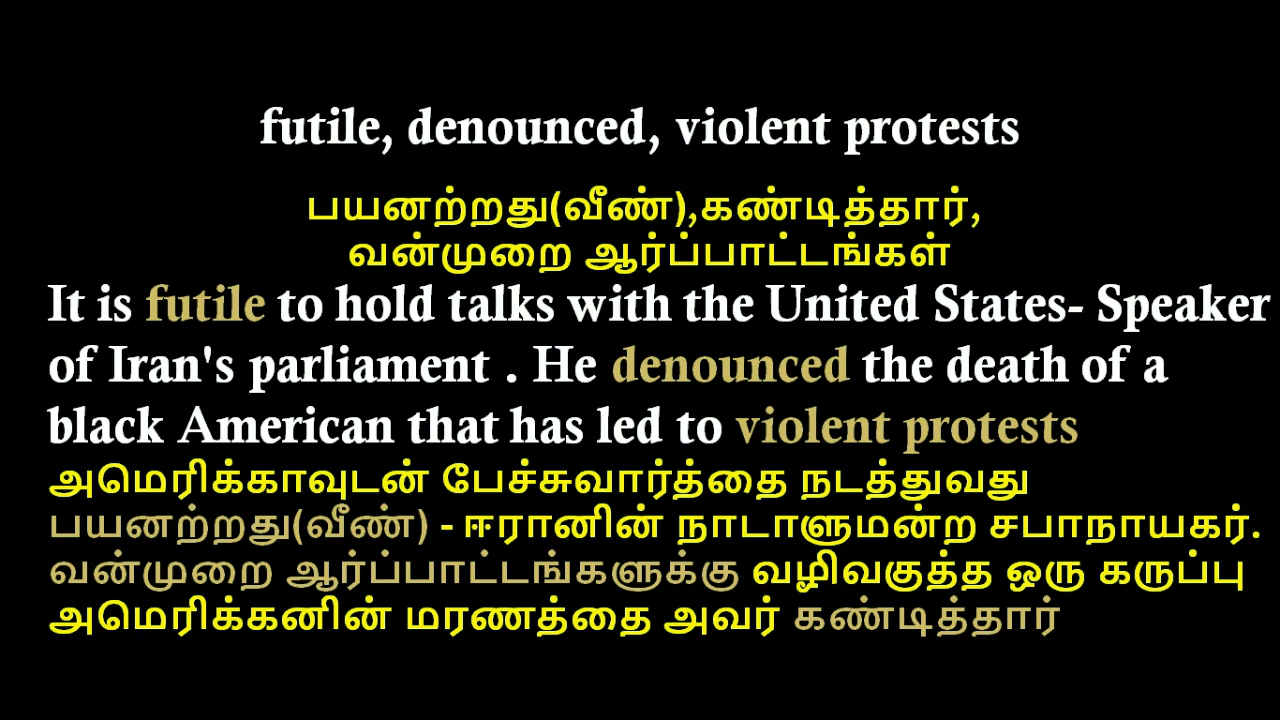 futile, denounced, violent protests
பயனற்றது(வீண்),கண்டித்தார்,
வன்முறை ஆர்ப்பாட்டங்கள்
It is futile to hold talks with the United States- Speaker
of Iran's parliament . He denounced the death of a
black American that has led to violent protests
அமெரிக்காவுடன் பேச்சுவார்த்தை நடத்துவது
பயனற்றது(வீண்) - ஈரானின் நாடாளுமன்ற சபாநாயகர்.
வன்முறை ஆர்ப்பாட்டங்களுக்கு வழிவகுத்த ஒரு கருப்பு
அமெரிக்கனின் மரணத்தை அவர் கண்டித்தார்